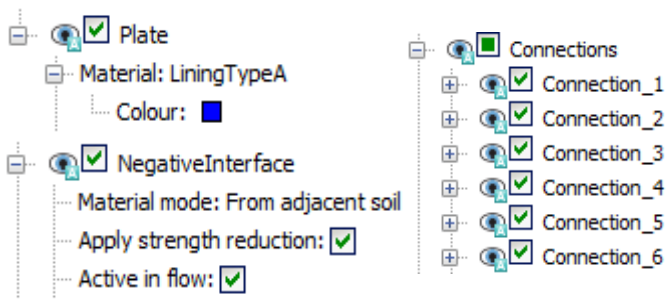 Plate
Material: LiningTypeA
Colour:
NegativeInterface
Material mode: From adjacent soil
Apply strength reduction:
Active in flow:
Connections
Connection_1
Connection_2
Connection_3
Connection_4
Connection_5
Connection_6